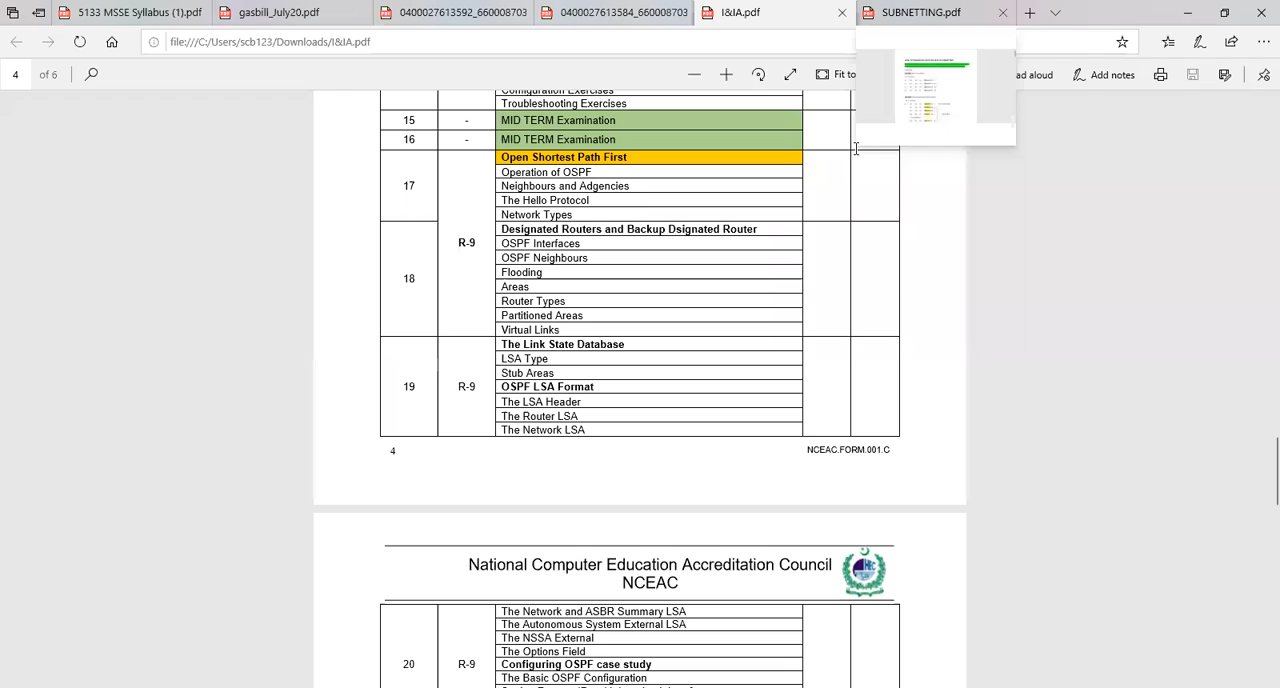 5133 MSSE Syllabus (1).pdf
gasbill_July20.pdf
0400027613592_660008703
0400027613584_660008703
I&IA.pdf
SUBNETTING.pdf
file:///C:/Users/scb123/Downloads/I&IA.pdf
4 of 6
Fit to
ad aloud
Add notes
Configuration Exercises
Troubleshooting Exercises
15 - MID TERM Examination
16 - MID TERM Examination
Open Shortest Path First
Operation of OSPF
17 Neighbours and Adgencies
The Hello Protocol
Network Types
Designated Routers and Backup Dsignated Router
R-9 OSPF Interfaces
OSPF Neighbours
18 Flooding
Areas
Router Types
Partitioned Areas
Virtual Links
The Link State Database
LSA Type
Stub Areas
19 R-9 OSPF LSA Format
The LSA Header
The Router LSA
The Network LSA
4 NCEAC.FORM.001.C
National Computer Education Accreditation Council
NCEAC
HEC
The Network and ASBR Summary LSA
The Autonomous System External LSA
The NSSA External
The Options Field
20 R-9 Configuring OSPF case study
The Basic OSPF Configuration